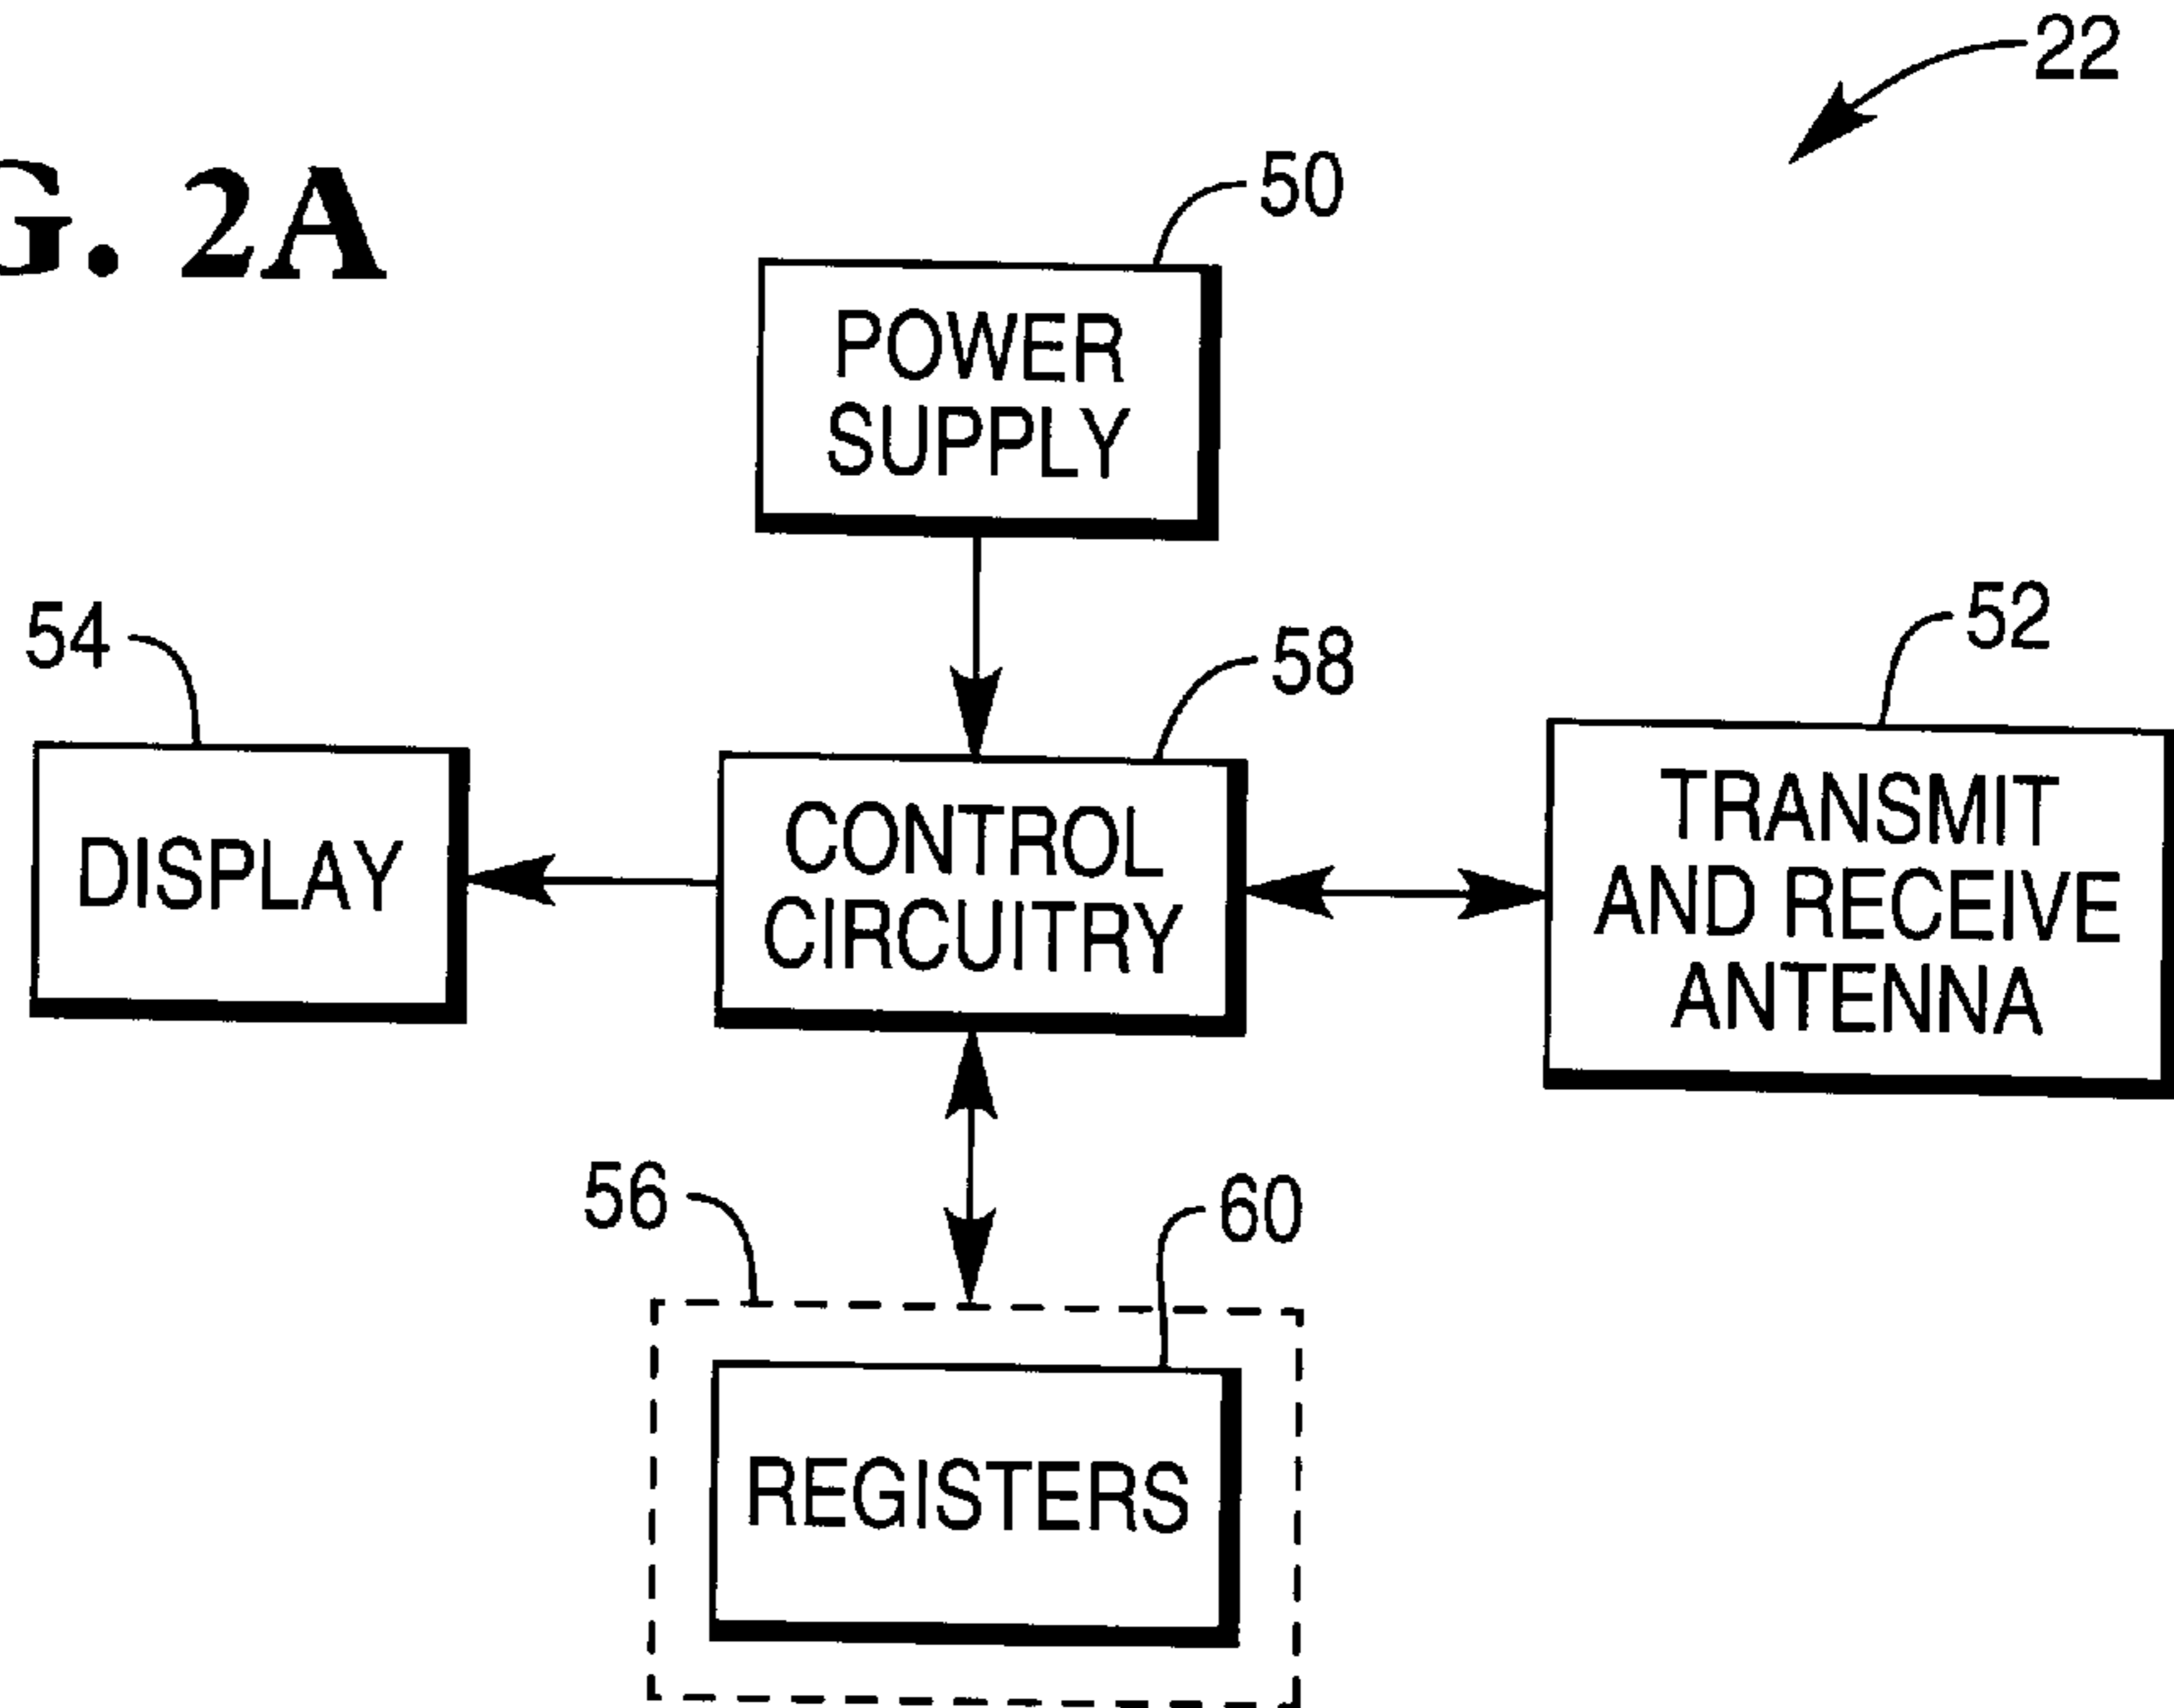 22
G. 2A
50
POWER
SUPPLY
54
58
52
DISPLAY
CONTROL
CIRCUITRY
TRANSMIT
AND RECEIVE
ANTENNA
56
60
REGISTERS